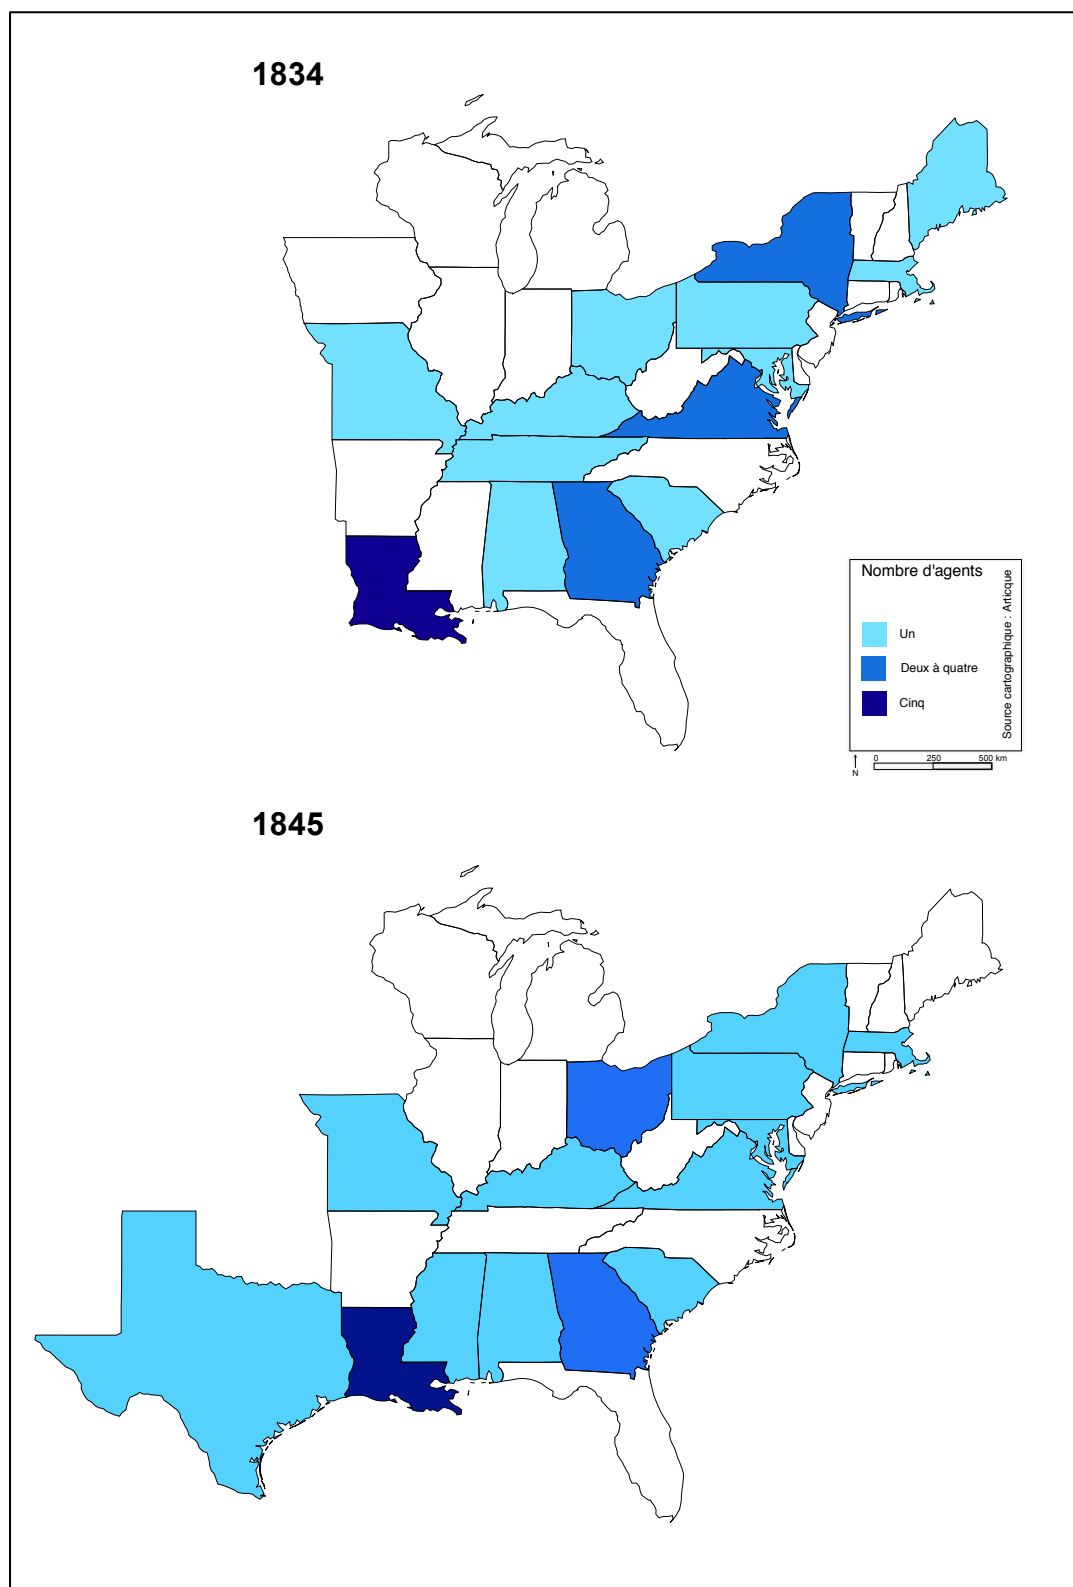 1834
Nombre d'agents
Un
Deux à quatre
Cinq
Source cartographique : Articque
N
0 250 500 km
1845